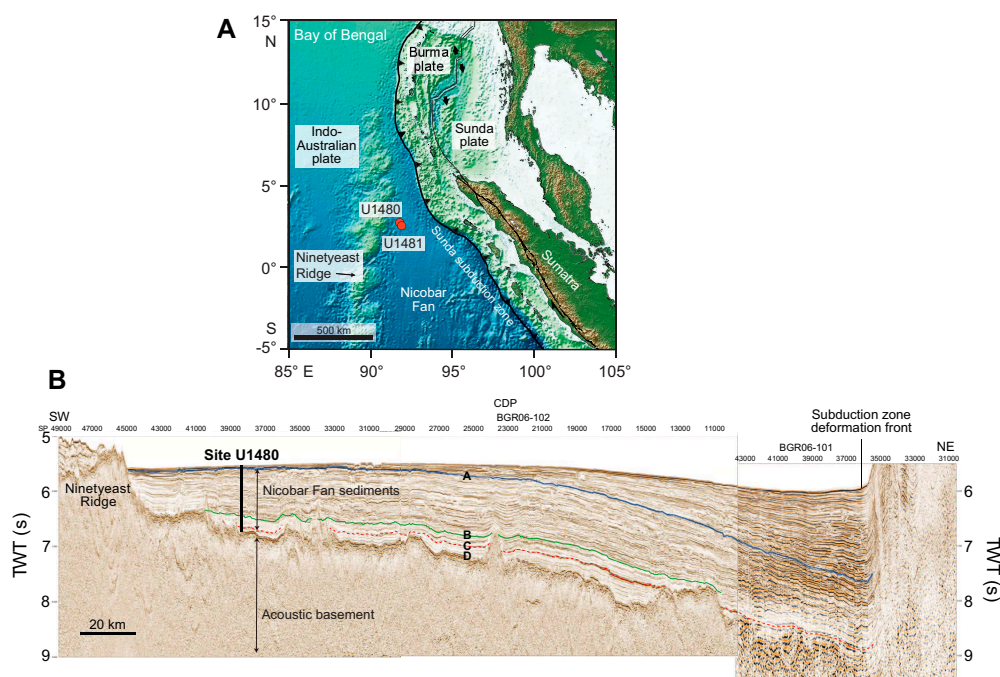 A
15°
N
10°
5°
0°
S
-5°
85° E
90°
95°
100°
105°
Bay of Bengal
Burma
plate
Indo-
Australian
plate
Sunda
plate
U1480
U1481
Ninetyeast
Ridge
Nicobar
Fan
Sunda subduction zone
Sumatra
500 km
B
CDP
BGR06-102
Subduction zone
deformation front
SW
BGR06-101
NE
SP 49000 47000 45000 43000 41000 39000 37000 35000 33000 31000 29000 27000 25000 23000 21000 19000 17000 15000 13000 11000
43000 41000 39000 37000 35000 33000 31000
5
Site U1480
Ninetyeast
Ridge
Nicobar Fan sediments
A
6
6
B
C
D
7
7
TWT (s)
TWT (s)
8
8
Acoustic basement
20 km
9
9